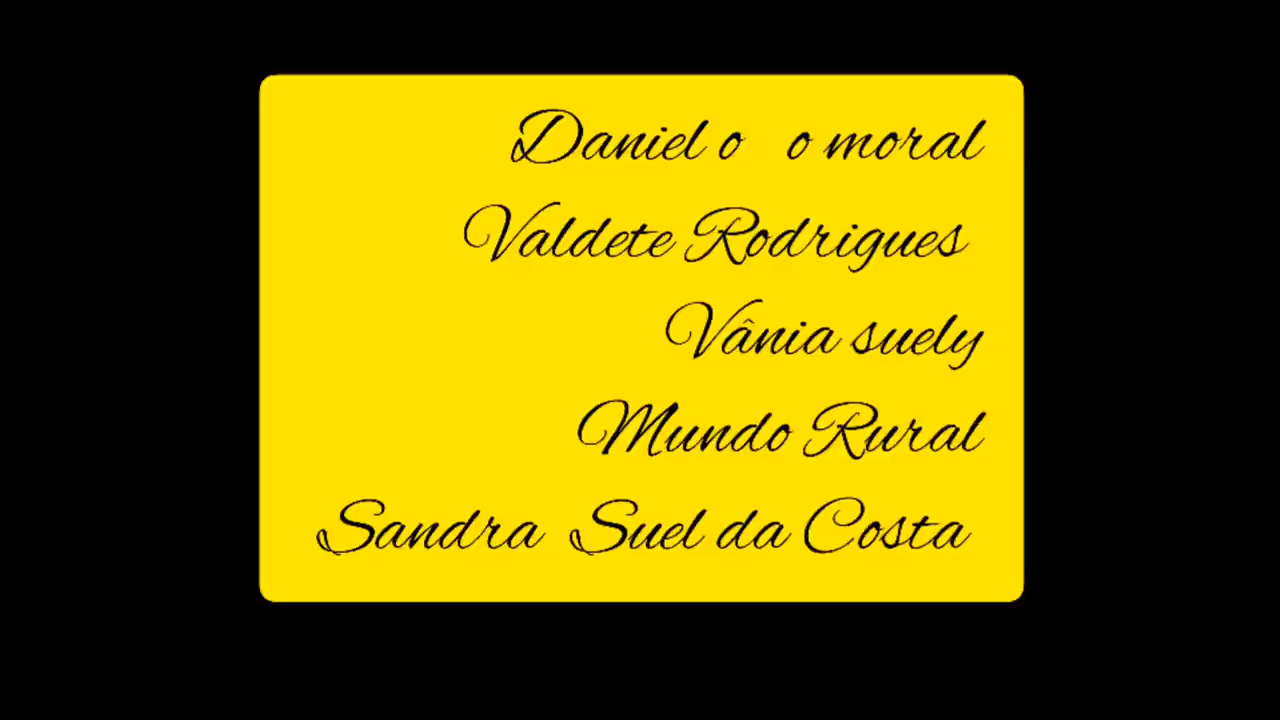 Daniel o o moral
Valdete Rodrigues
Vânia suely
Mundo Rural
Sandra Suel da Costa